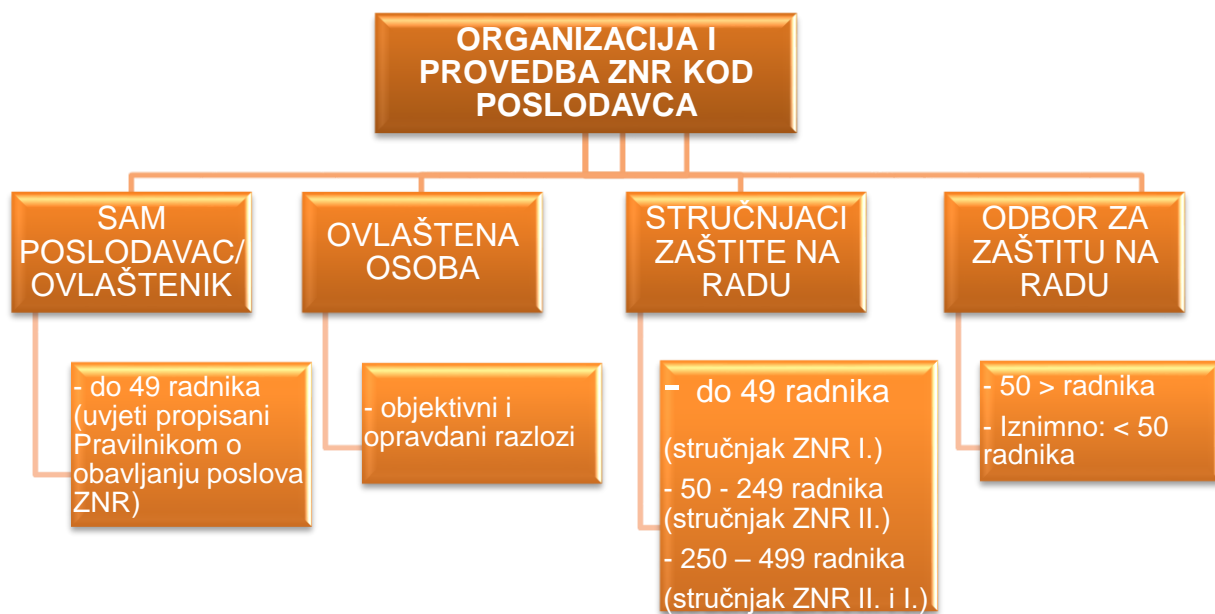 ORGANIZACIJA I
PROVEDBA ZNR KOD
POSLODAVCA
SAM
POSLODAVAC/
OVLAŠTENIK
- do 49 radnika
(uvjeti propisani
Pravilnikom o
obavljanju poslova
ZNR)
OVLAŠTENA
OSOBA
- objektivni i
opravdani razlozi
STRUČNJACI
ZAŠTITE NA
RADU
- do 49 radnika
(stručnjak ZNR I.)
- 50 - 249 radnika
(stručnjak ZNR II.)
- 250 – 499 radnika
(stručnjak ZNR II. i I.)
ODBOR ZA
ZAŠTITU NA
RADU
- 50 > radnika
- Iznimno: < 50
radnika